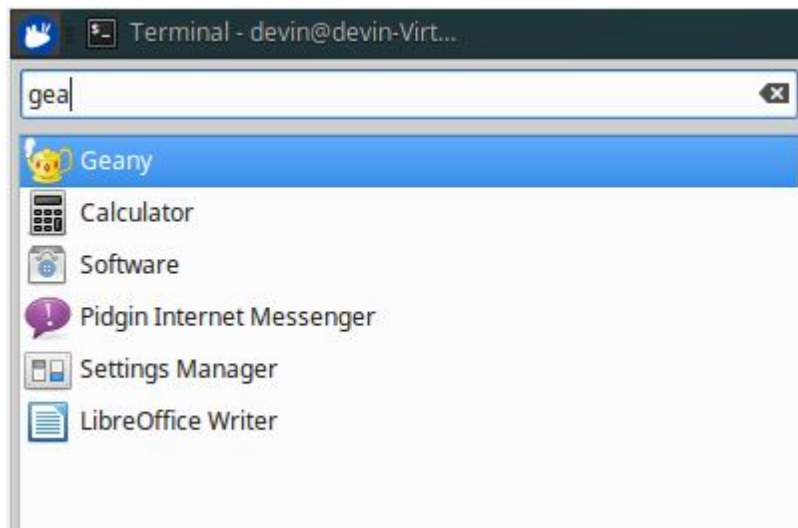 Terminal - devin@devin-Virt...
gea
Geany
Calculator
Software
Pidgin Internet Messenger
Settings Manager
LibreOffice Writer